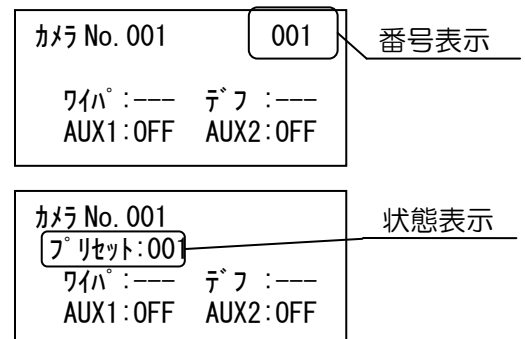 ｶﾒﾗ No. 001 001 番号表示
ﾜｲﾊﾟ:--- ﾃﾞﾌ :---
AUX1:OFF AUX2:OFF
ｶﾒﾗ No. 001 状態表示
ﾌﾟﾘｾｯﾄ:001
ﾜｲﾊﾟ:--- ﾃﾞﾌ :---
AUX1:OFF AUX2:OFF